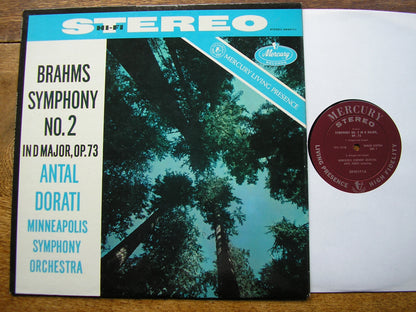 STEREO
HI-FI
MERCURY LIVING PRESENCE
Mercury
BRAHMS
SYMPHONY
NO. 2
IN D MAJOR, OP. 73
ANTAL
DORATI
MINNEAPOLIS
SYMPHONY
ORCHESTRA
MERCURY
STEREO
LIVING PRESENCE
HIGH FIDELITY